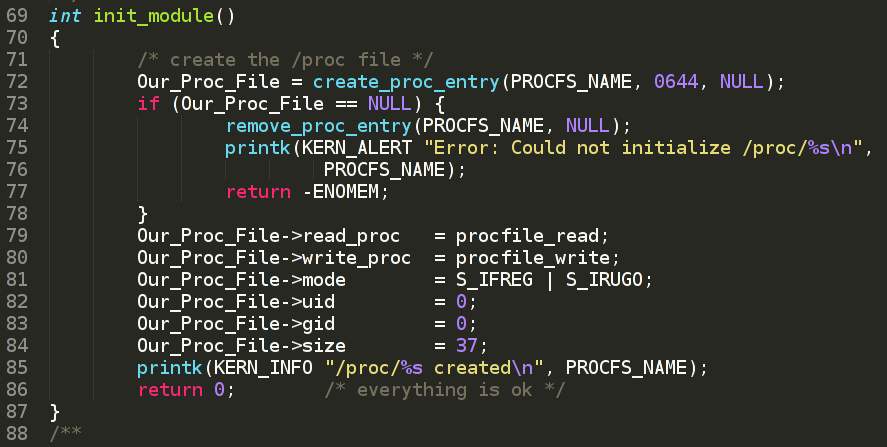 69 int init_module()
70 {
71 /* create the /proc file */
72 Our_Proc_File = create_proc_entry(PROCFS_NAME, 0644, NULL);
73 if (Our_Proc_File == NULL) {
74 remove_proc_entry(PROCFS_NAME, NULL);
75 printk(KERN_ALERT "Error: Could not initialize /proc/%s\n",
76 PROCFS_NAME);
77 return -ENOMEM;
78 }
79 Our_Proc_File->read_proc = procfile_read;
80 Our_Proc_File->write_proc = procfile_write;
81 Our_Proc_File->mode = S_IFREG | S_IRUGO;
82 Our_Proc_File->uid = 0;
83 Our_Proc_File->gid = 0;
84 Our_Proc_File->size = 37;
85 printk(KERN_INFO "/proc/%s created\n", PROCFS_NAME);
86 return 0; /* everything is ok */
87 }
88 /**